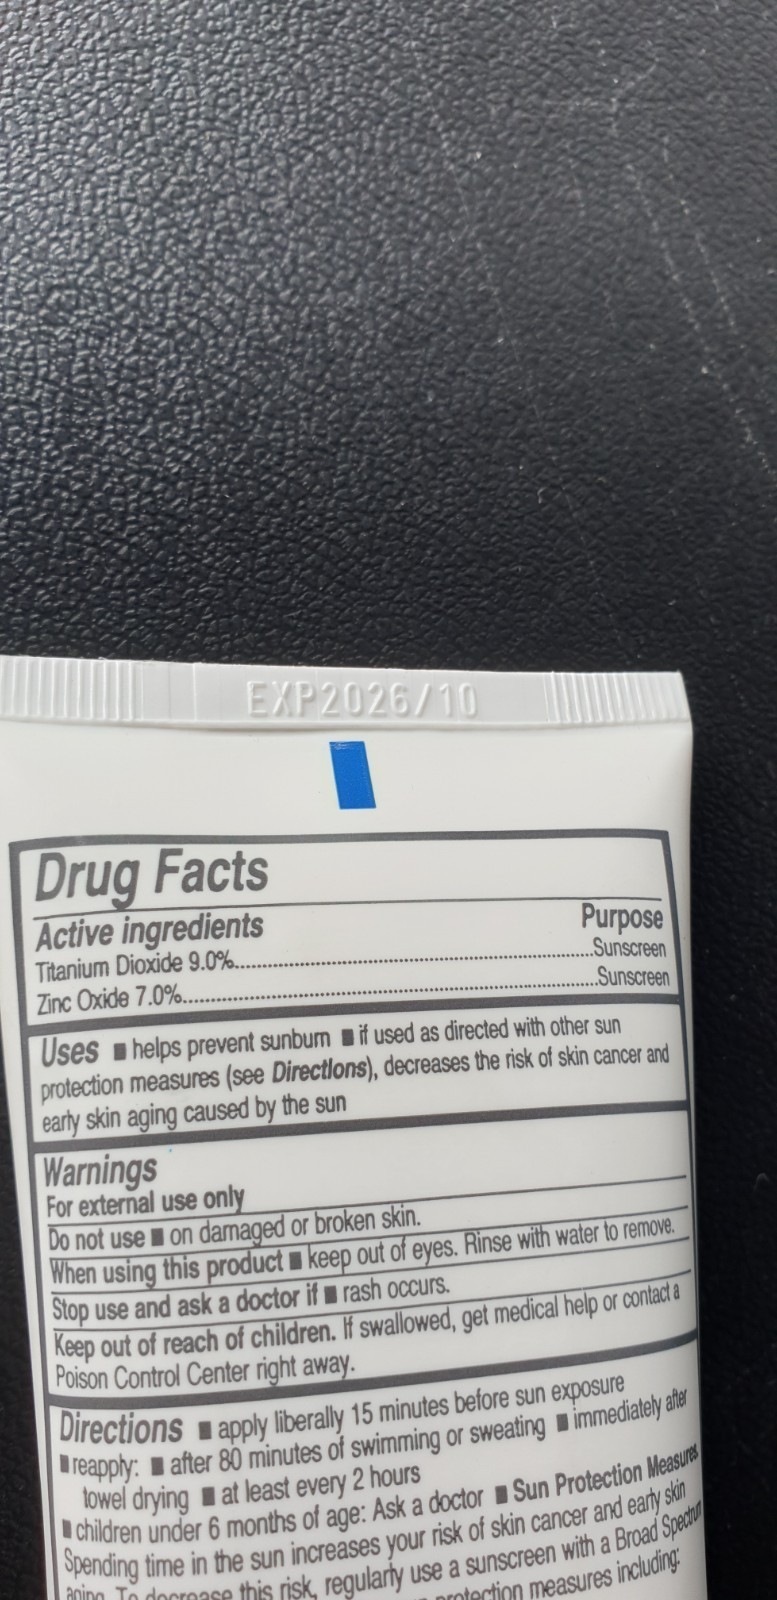 EXP2026/10
Drug Facts
Active ingredients Purpose
Titanium Dioxide 9.0%..............................Sunscreen
Zinc Oxide 7.0%..............................Sunscreen
Uses ■ helps prevent sunburn ■ if used as directed with other sun
protection measures (see Directions), decreases the risk of skin cancer and
early skin aging caused by the sun
Warnings
For external use only
Do not use ■ on damaged or broken skin.
When using this product ■ keep out of eyes. Rinse with water to remove.
Stop use and ask a doctor if ■ rash occurs.
Keep out of reach of children. If swallowed, get medical help or contact a
Poison Control Center right away.
Directions ■ apply liberally 15 minutes before sun exposure
■ reapply: ■ after 80 minutes of swimming or sweating ■ immediately after
towel drying ■ at least every 2 hours
■ children under 6 months of age: Ask a doctor ■ Sun Protection Measures
Spending time in the sun increases your risk of skin cancer and early skin
aging. To decrease this risk, regularly use a sunscreen with a Broad Spectrum
protection measures including: